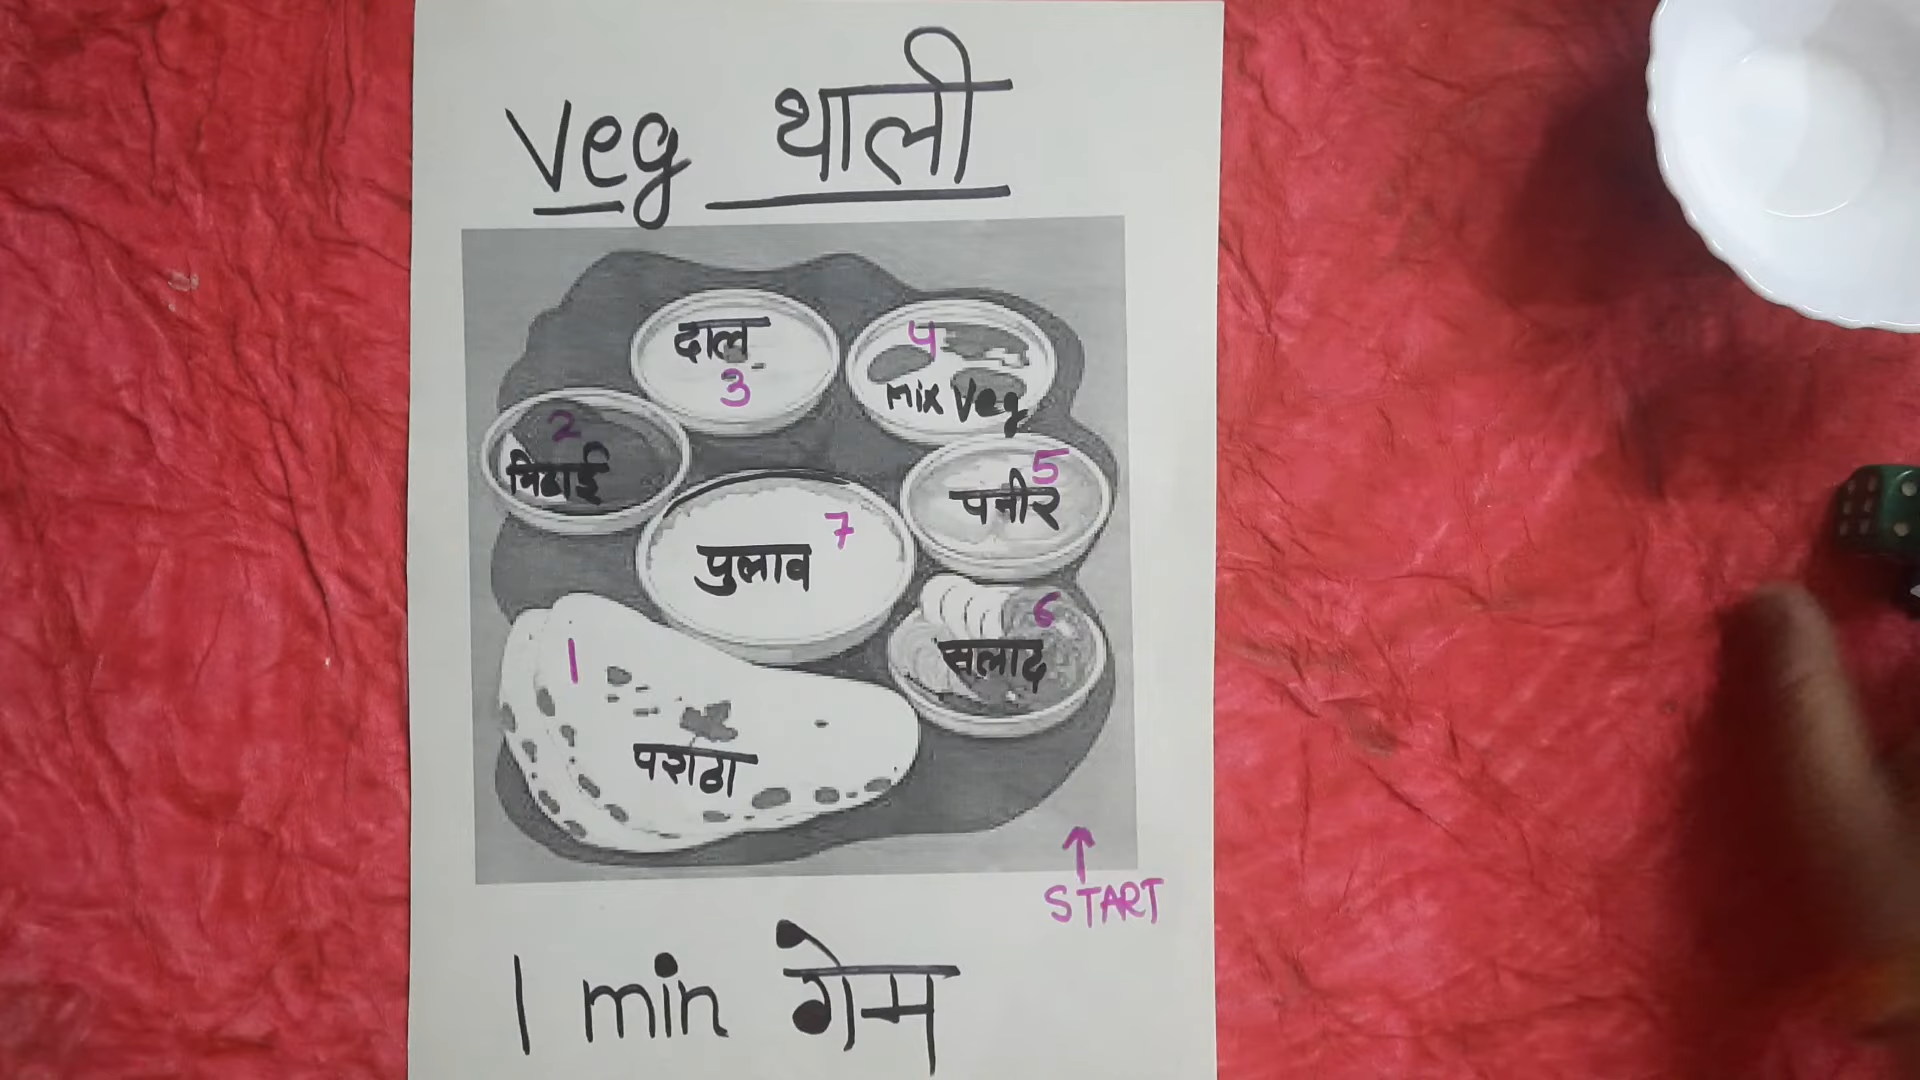 Veg थाली
दाल
3
4
Mix Veg
2
मिठाई
5
पनीर
7
पुलाव
6
सलाद
1
पराठा
START
1 min गेम